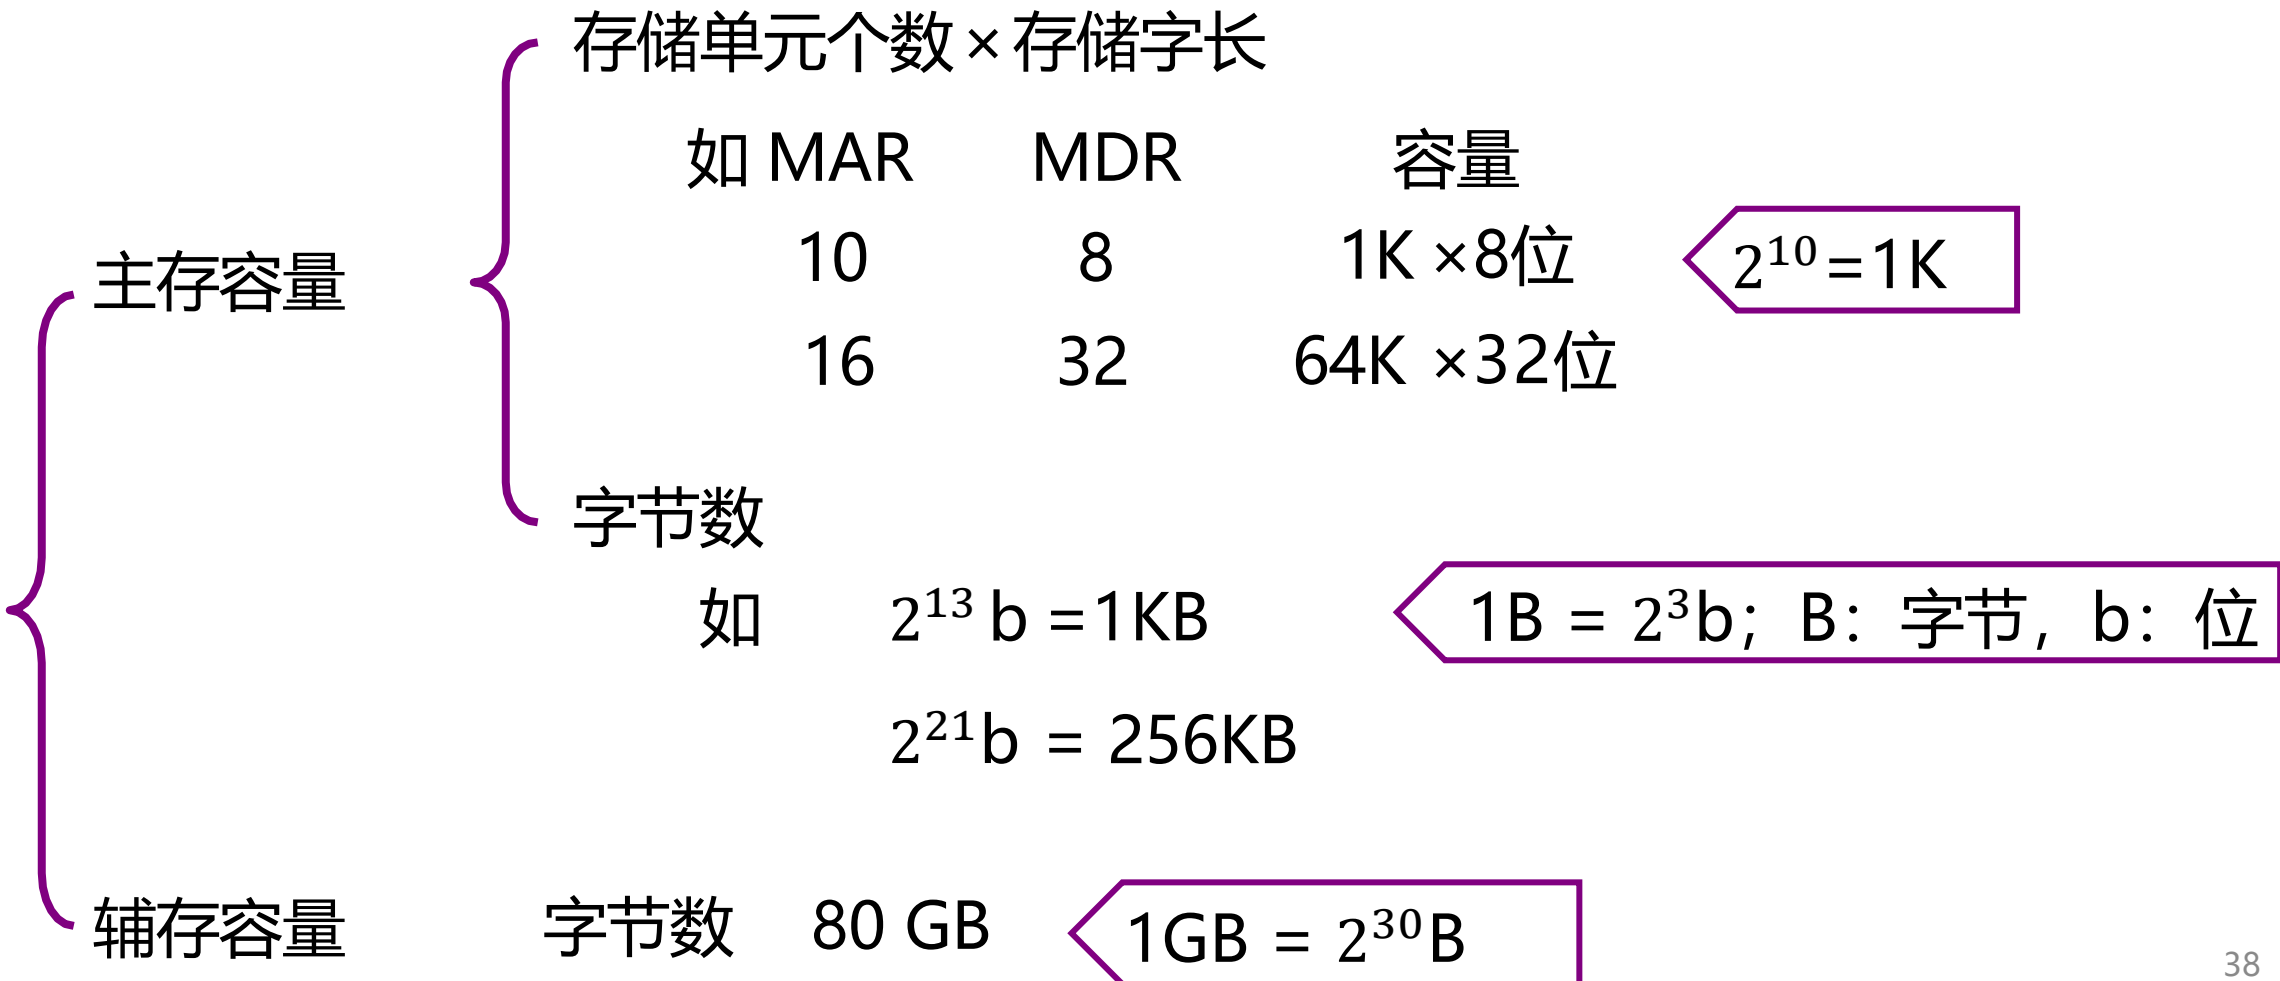 存储单元个数 × 存储字长
如 MAR MDR 容量
主存容量 10 8 1K ×8位 2¹⁰=1K
16 32 64K ×32位
字节数
如 2¹³ b =1KB 1B = 2³b；B：字节，b：位
2²¹b = 256KB
辅存容量 字节数 80 GB 1GB = 2³⁰B
38